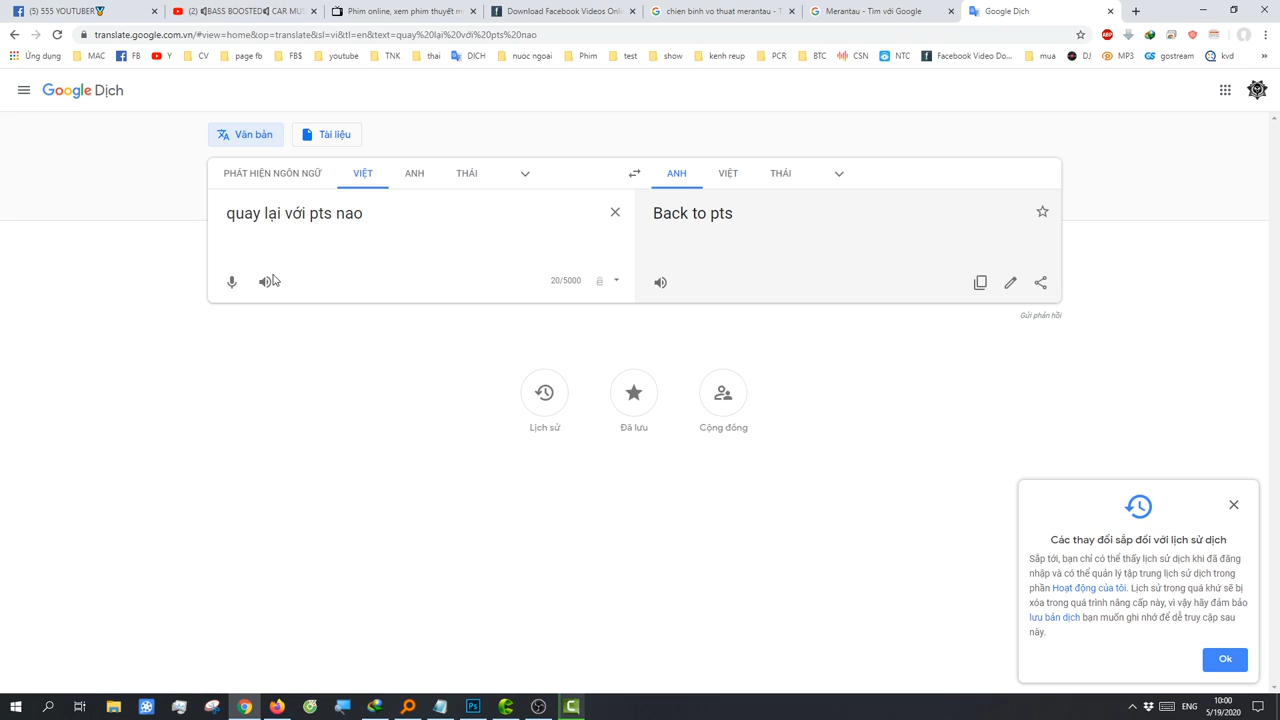 (5) 555 YOUTUBE
(2) BASS BOOSTED CAR MUS
Phim online, xem phim thuyết m
Download Facebook Videos Onli
chien binh vo thuat merantau - T
Merantau - Tìm với Google
Google Dịch
translate.google.com.vn/#view=home&op=translate&sl=vi&tl=en&text=quay%20lại%20với%20pts%20nao
ABP
Ứng dụng
MAC
FB
Y
CV
page fb
FB$
youtube
TNK
thai
DICH
nuoc ngoai
Phim
test
show
kenh reup
PCR
BTC
CSN
NTC
Facebook Video Do...
mua
DJ
MP3
gostream
kvd
»
Google Dịch
Văn bản
Tài liệu
PHÁT HIỆN NGÔN NGỮ
VIỆT
ANH
THÁI
ANH
VIỆT
THÁI
quay lại với pts nao
Back to pts
20/5000
Gửi phản hồi
Lịch sử
Đã lưu
Cộng đồng
Các thay đổi sắp đối với lịch sử dịch
Sắp tới, bạn chỉ có thể thấy lịch sử dịch khi đã đăng
nhập và có thể quản lý tập trung lịch sử dịch trong
phần Hoạt động của tôi. Lịch sử trong quá khứ sẽ bị
xóa trong quá trình nâng cấp này, vì vậy hãy đảm bảo
lưu bản dịch bạn muốn ghi nhớ để dễ truy cập sau
này.
Ok
Ps
ENG
10:00
5/19/2020